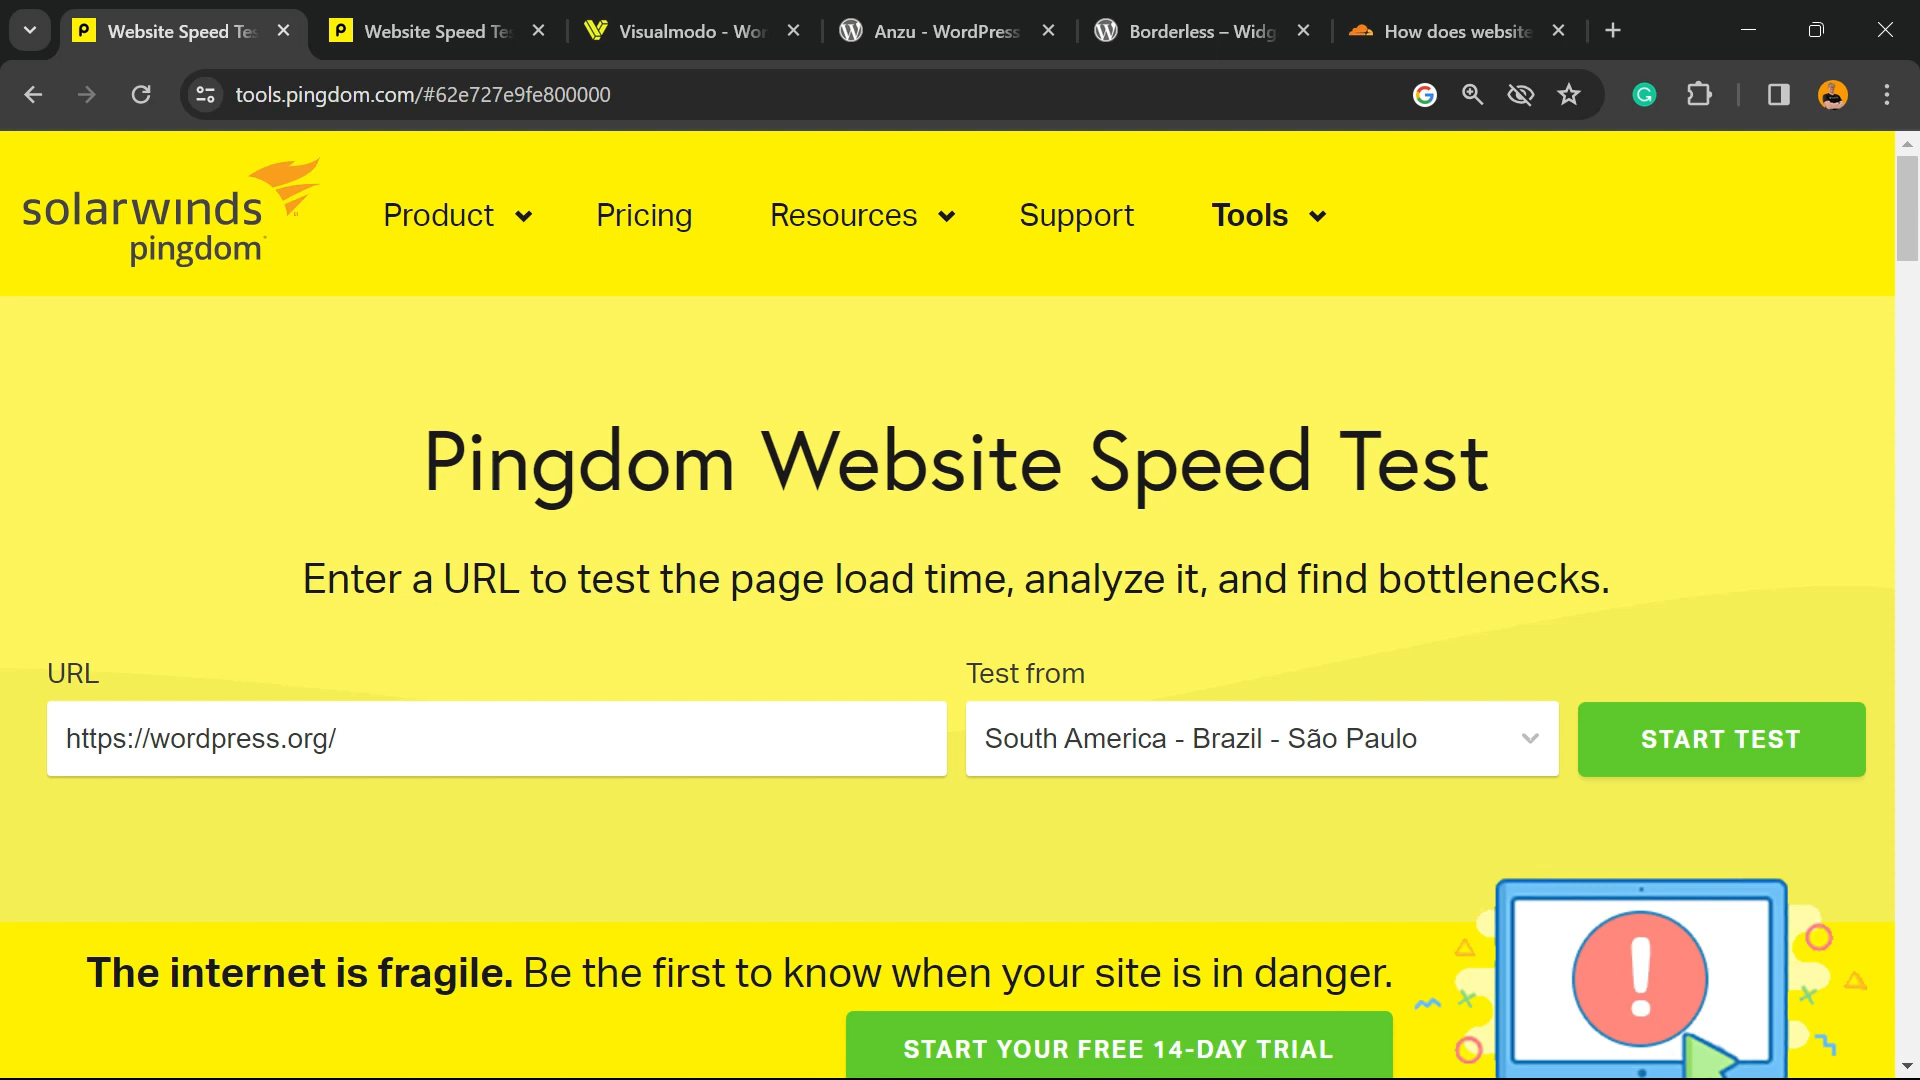 Website Speed Tes
Website Speed Te
Visualmodo - Wor
Anzu - WordPress
Borderless – Widg
How does website
tools.pingdom.com/#62e727e9fe800000
solarwinds
pingdom
Product
Pricing
Resources
Support
Tools
Pingdom Website Speed Test
Enter a URL to test the page load time, analyze it, and find bottlenecks.
URL
Test from
https://wordpress.org/
South America - Brazil - São Paulo
START TEST
The internet is fragile. Be the first to know when your site is in danger.
START YOUR FREE 14-DAY TRIAL